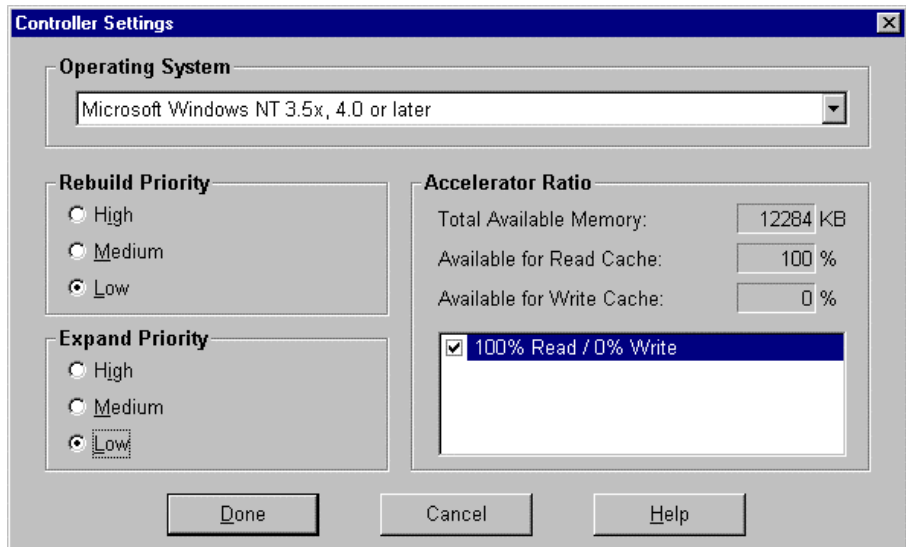 Controller Settings
Operating System
Microsoft Windows NT 3.5x, 4.0 or later
Rebuild Priority
High
Medium
Low
Expand Priority
High
Medium
Low
Accelerator Ratio
Total Available Memory: 12284 KB
Available for Read Cache: 100 %
Available for Write Cache: 0 %
100% Read / 0% Write
Done Cancel Help